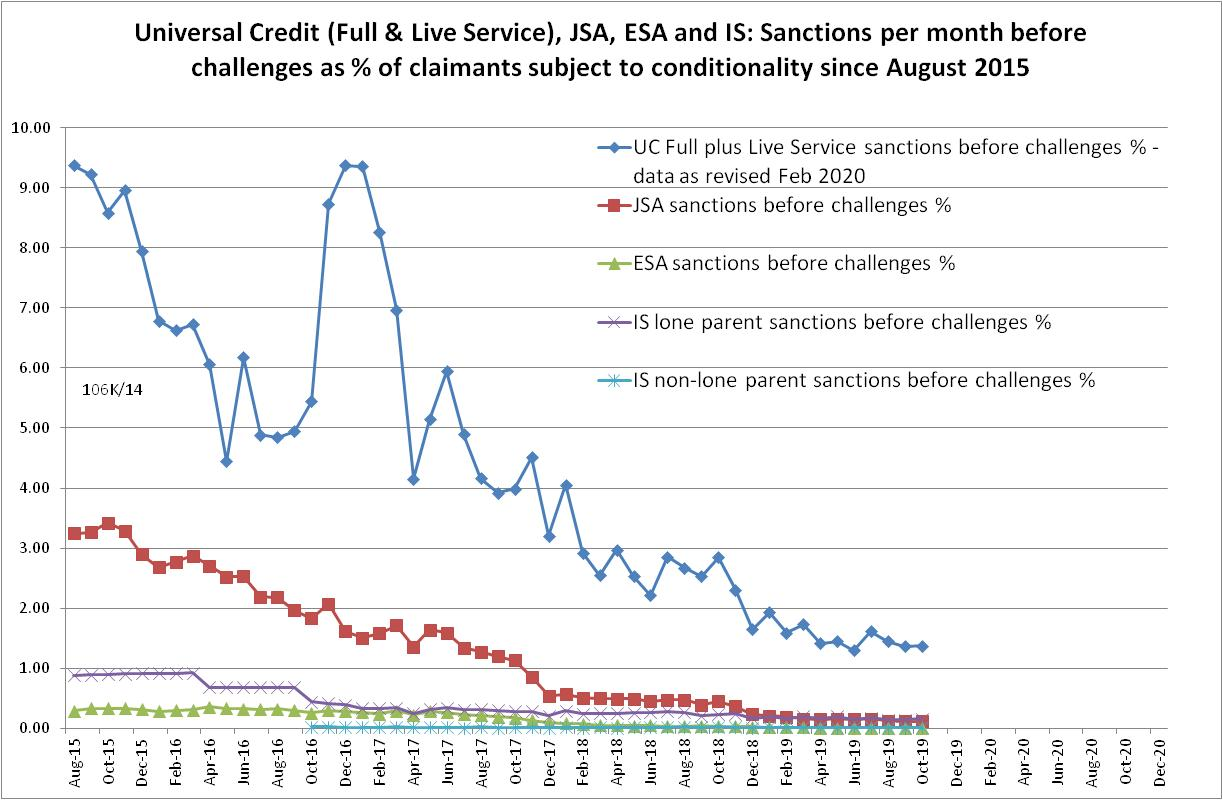 Universal Credit (Full & Live Service), JSA, ESA and IS: Sanctions per month before
challenges as % of claimants subject to conditionality since August 2015
10.00
9.00
8.00
7.00
6.00
5.00
4.00
3.00
2.00
1.00
0.00
UC Full plus Live Service sanctions before challenges % -
data as revised Feb 2020
JSA sanctions before challenges %
ESA sanctions before challenges %
IS lone parent sanctions before challenges %
IS non-lone parent sanctions before challenges %
106K/14
Aug-15
Oct-15
Dec-15
Feb-16
Apr-16
Jun-16
Aug-16
Oct-16
Dec-16
Feb-17
Apr-17
Jun-17
Aug-17
Oct-17
Dec-17
Feb-18
Apr-18
Jun-18
Aug-18
Oct-18
Dec-18
Feb-19
Apr-19
Jun-19
Aug-19
Oct-19
Dec-19
Feb-20
Apr-20
Jun-20
Aug-20
Oct-20
Dec-20